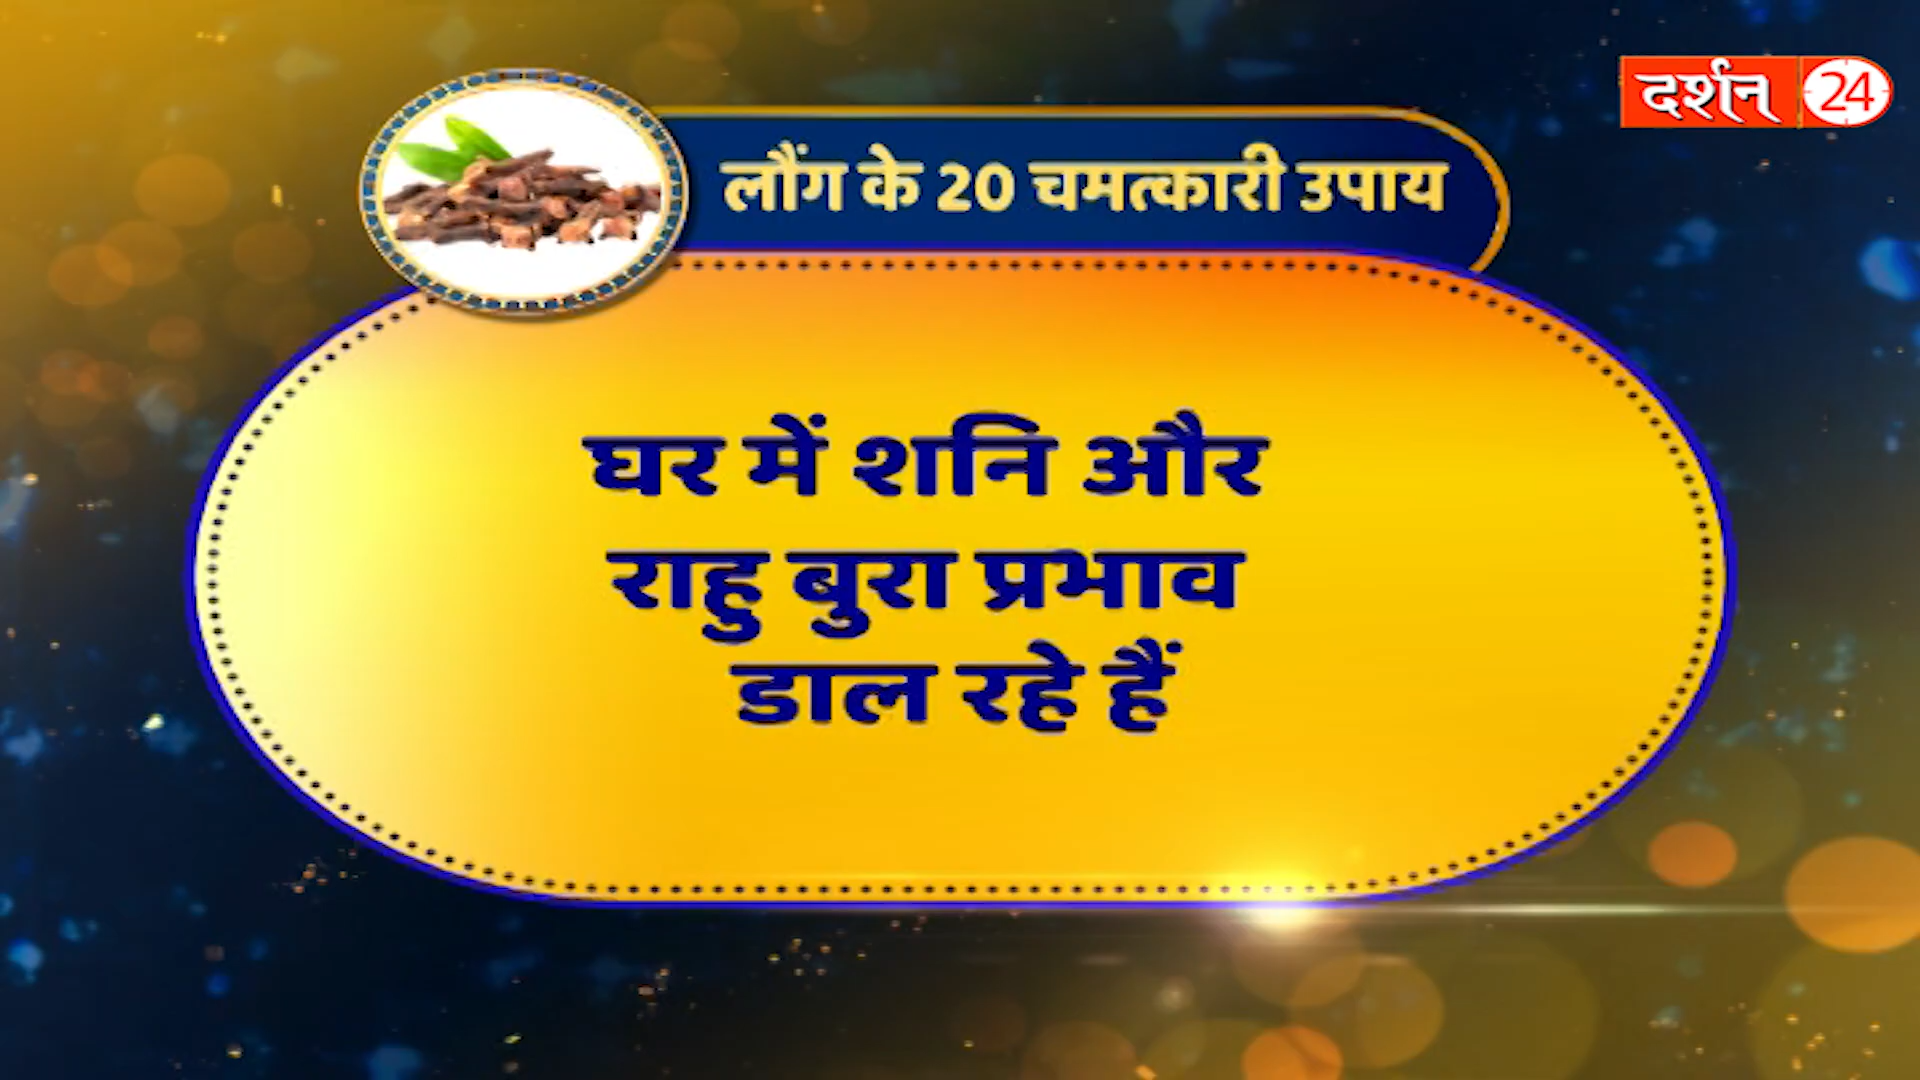 दर्शन 24
लौंग के 20 चमत्कारी उपाय
घर में शनि और
राहु बुरा प्रभाव
डाल रहे हैं